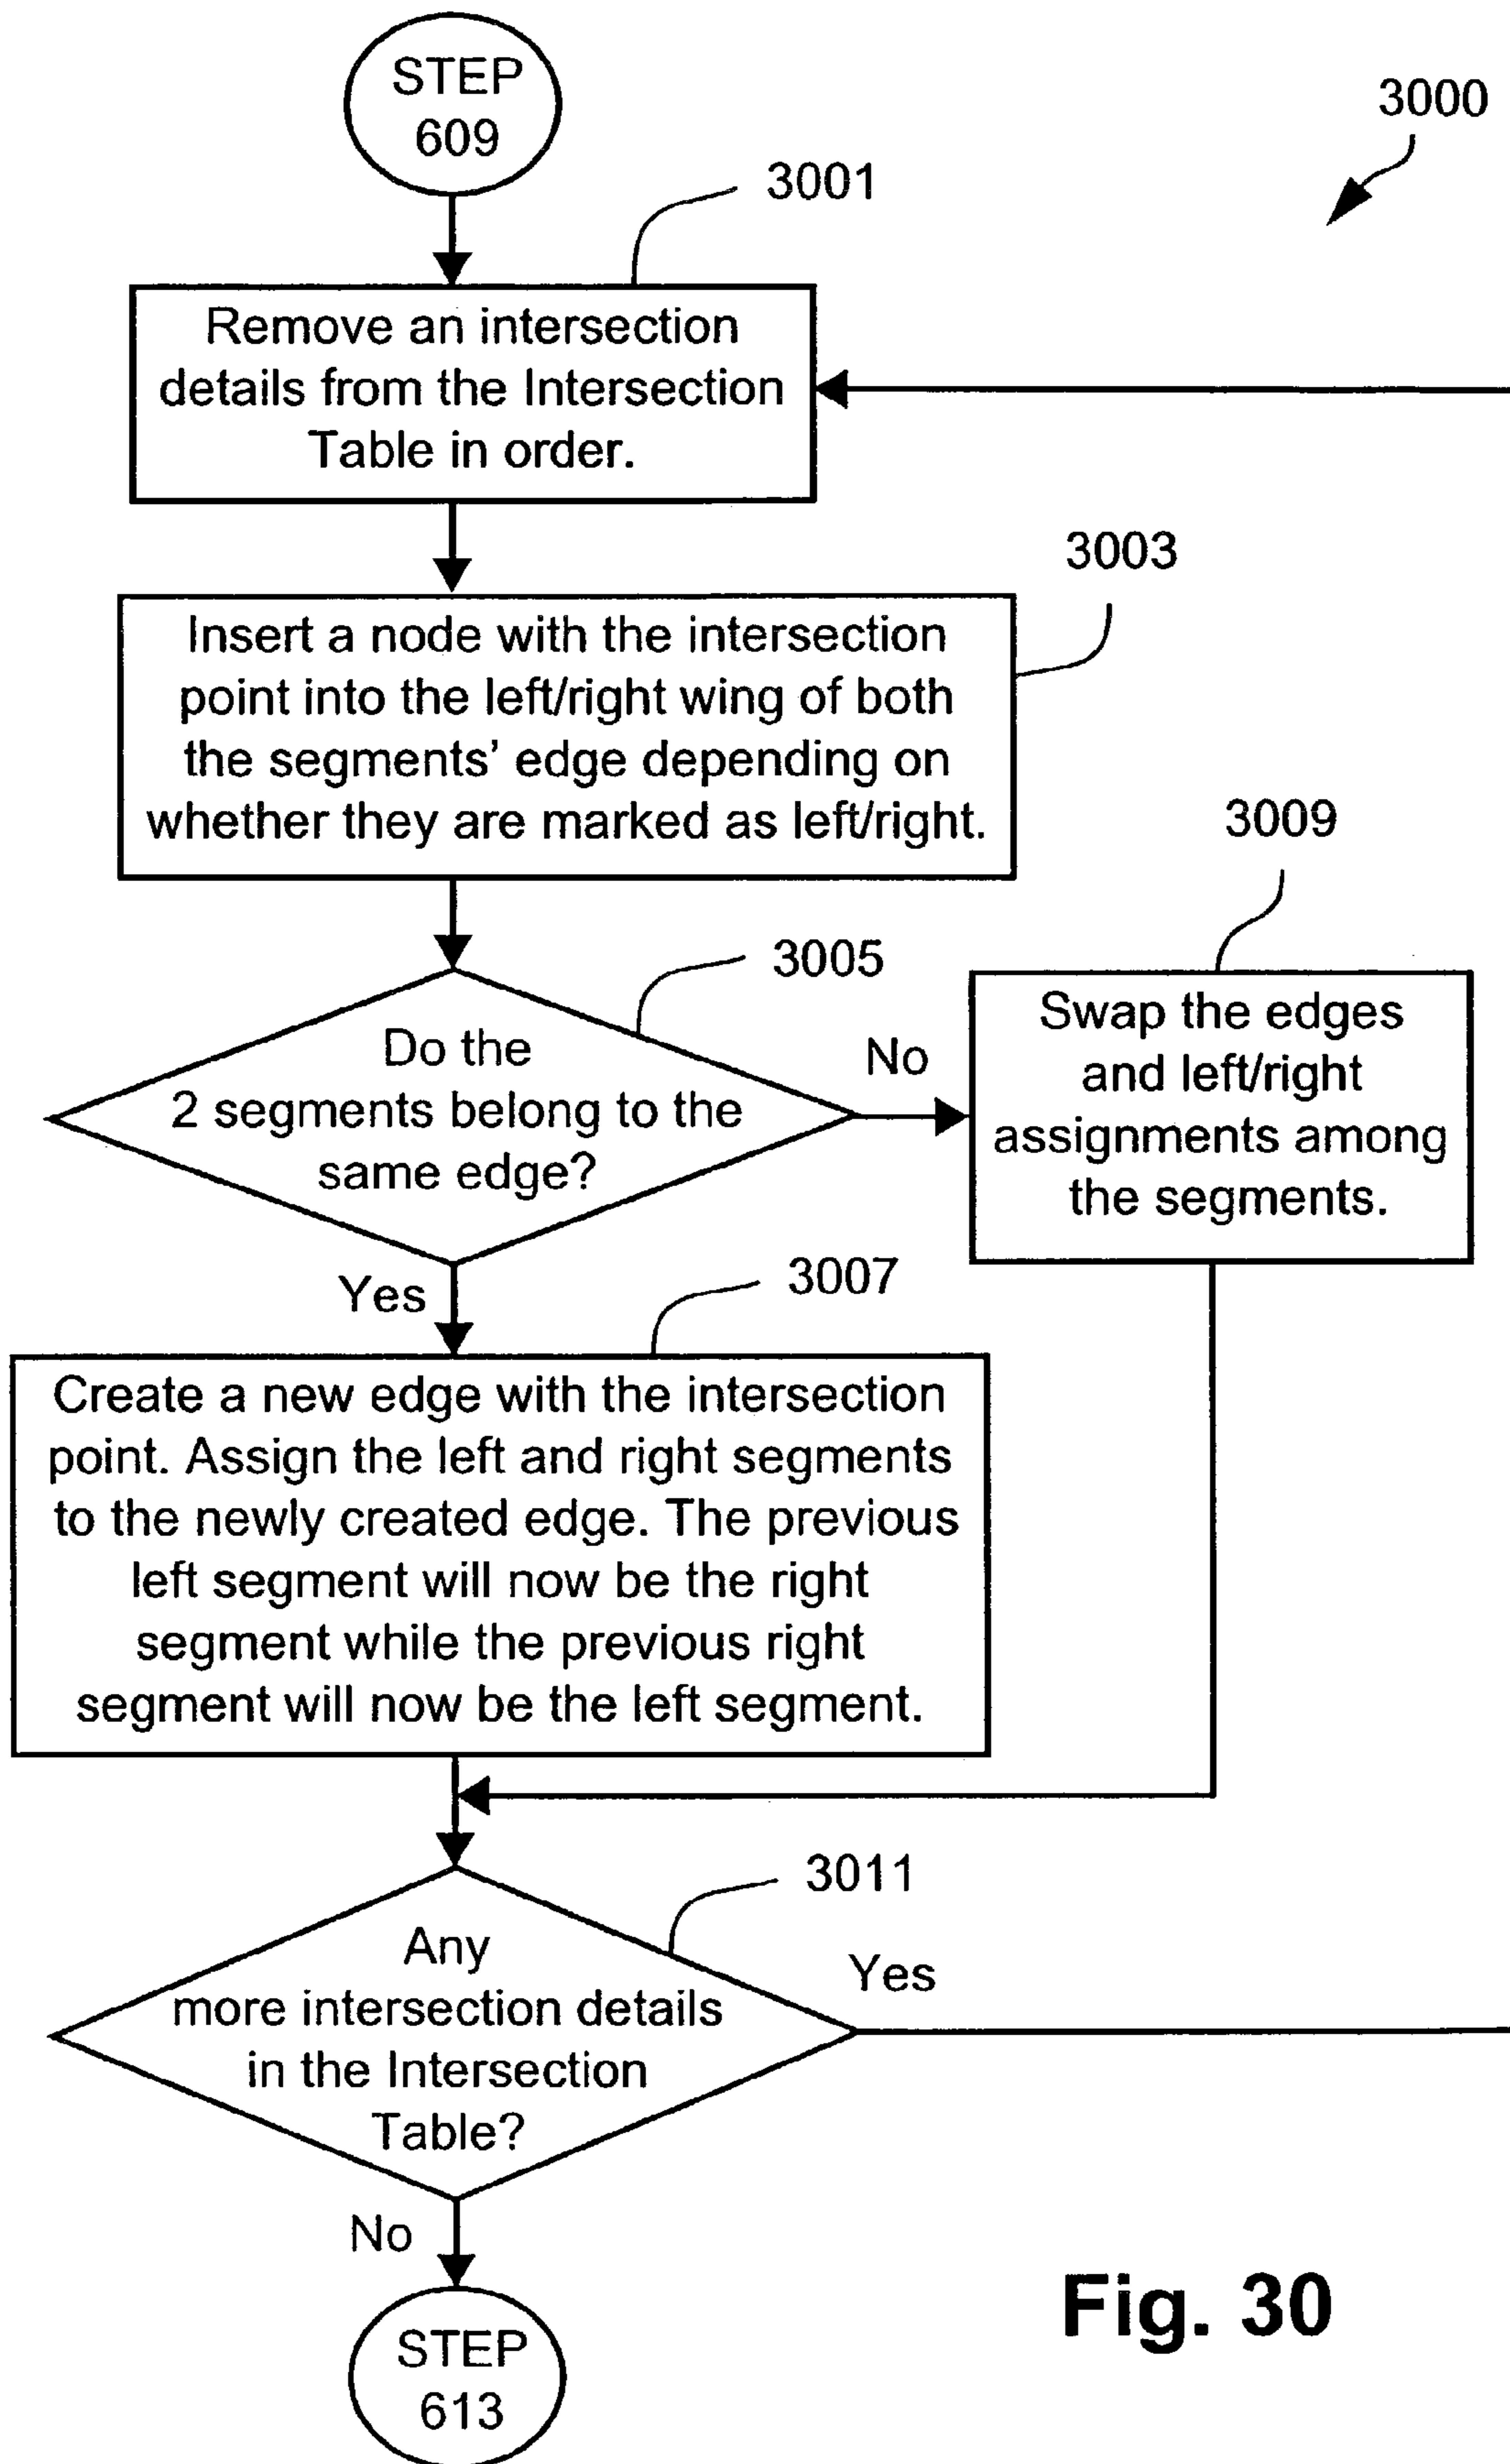 STEP
609
3000
3001
Remove an intersection
details from the Intersection
Table in order.
3003
Insert a node with the intersection
point into the left/right wing of both
the segments' edge depending on
whether they are marked as left/right.
3009
3005
Do the
2 segments belong to the
same edge?
No
Swap the edges
and left/right
assignments among
the segments.
Yes
3007
Create a new edge with the intersection
point. Assign the left and right segments
to the newly created edge. The previous
left segment will now be the right
segment while the previous right
segment will now be the left segment.
3011
Any
more intersection details
in the Intersection
Table?
Yes
No
STEP
613
Fig. 30